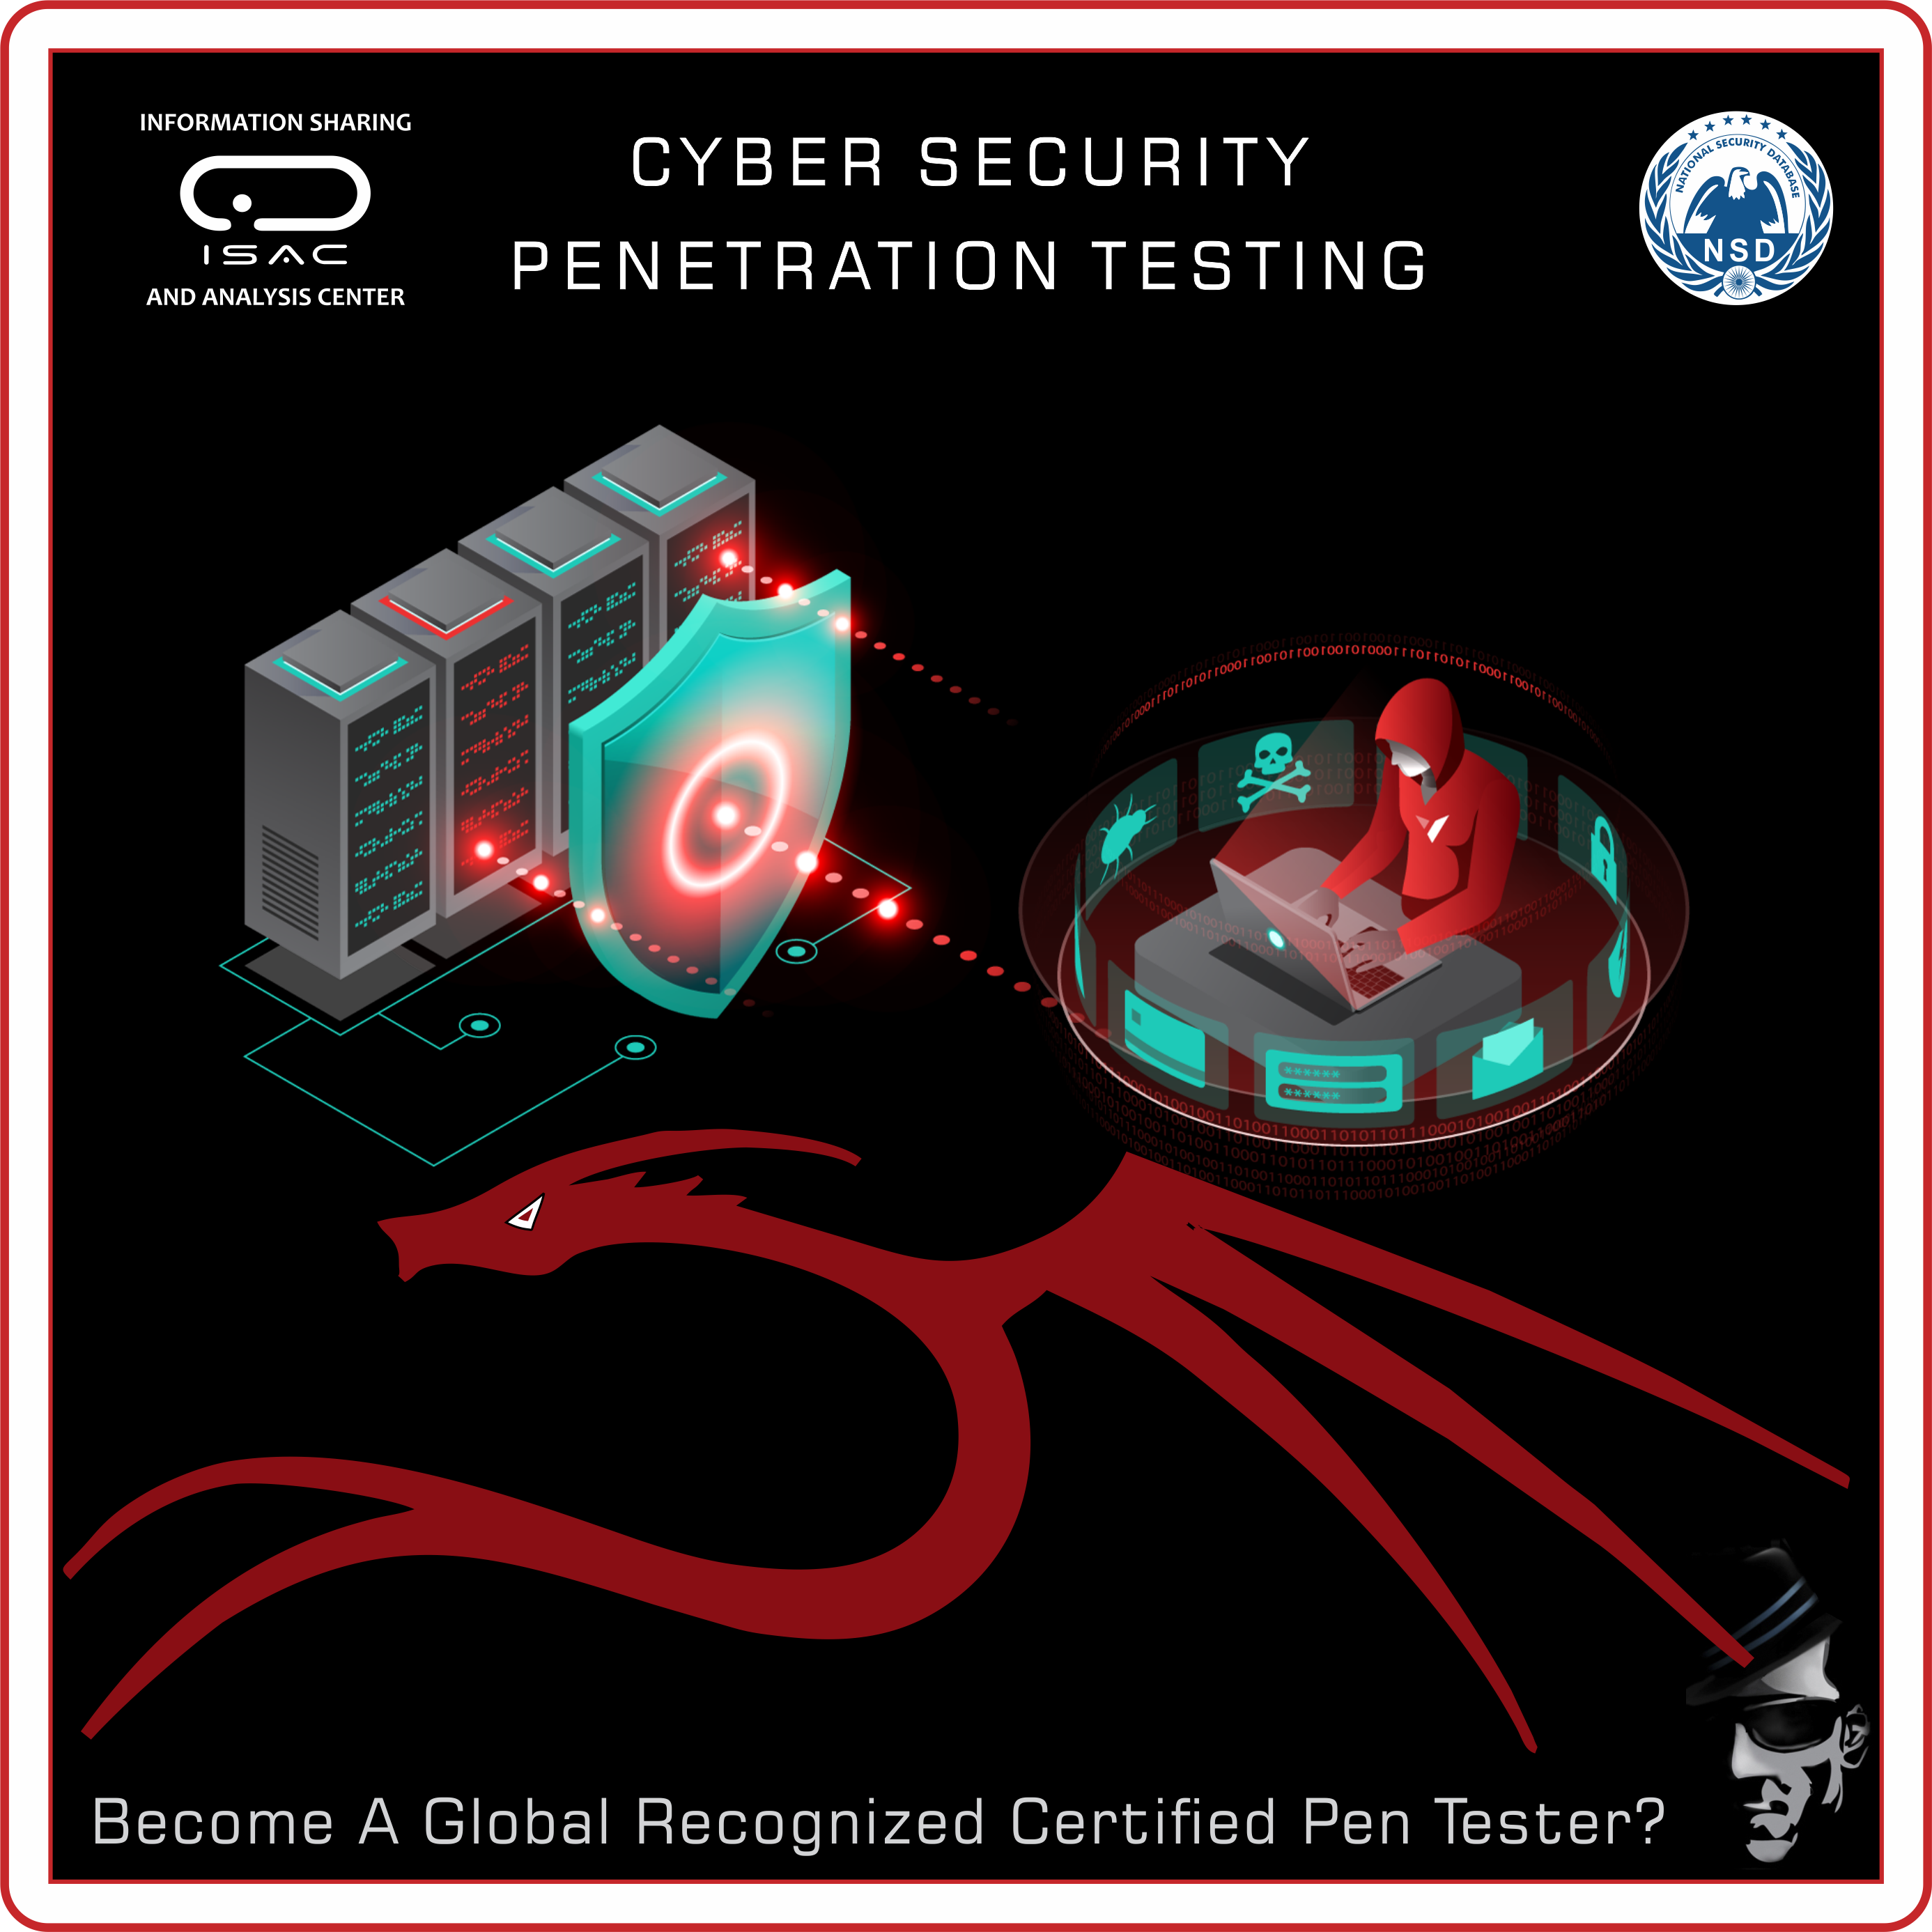 INFORMATION SHARING
ISAC
AND ANALYSIS CENTER
CYBER SECURITY
PENETRATION TESTING
NATIONAL SECURITY DATABASE
NSD
******
******
Become A Global Recognized Certified Pen Tester?